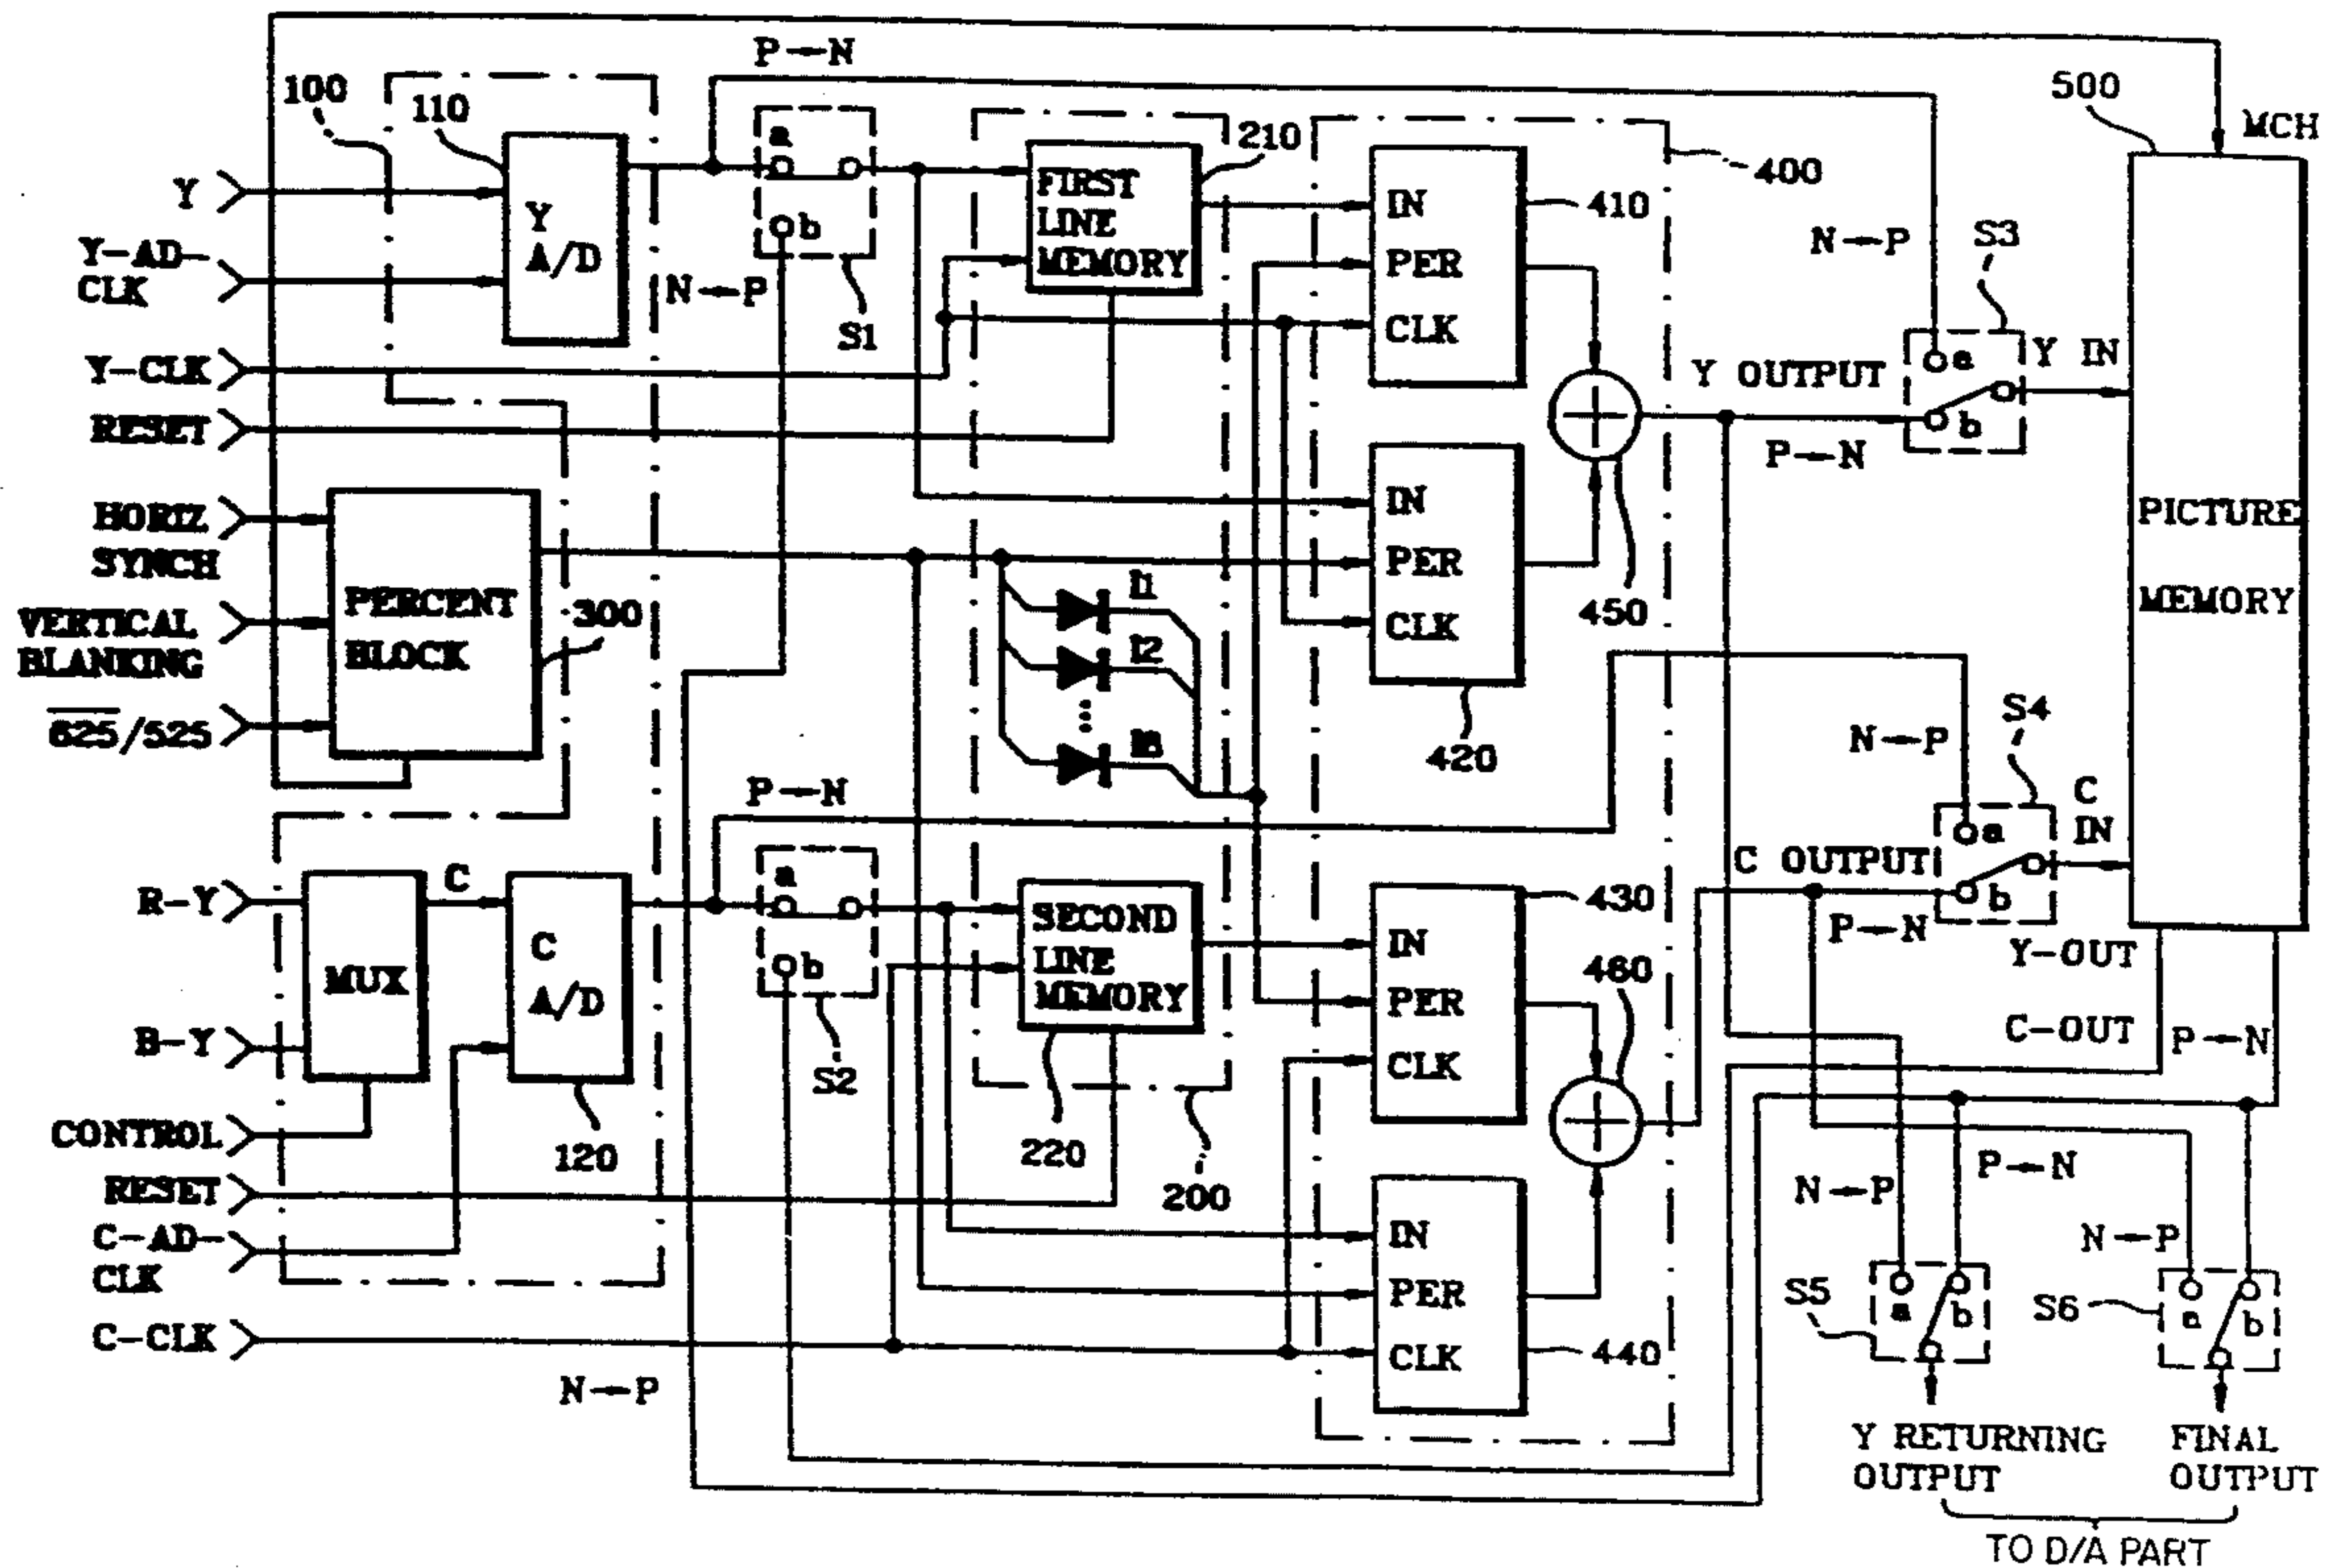 P→N
100
110
500
MCH
Y
Y
A/D
a
b
S1
N→P
FIRST
LINE
MEMORY
210
400
IN
PER
CLK
410
N→P
S3
a
b
Y IN
Y-AD-
CLK
Y-CLK
RESET
Y OUTPUT
P→N
450
HORIZ
SYNCH
VERTICAL
BLANKING
625/525
PERCENT
BLOCK
300
I1
I2
I8
IN
PER
CLK
420
PICTURE
MEMORY
N→P
S4
a
b
C
IN
C OUTPUT
P→N
P→N
R-Y
B-Y
MUX
C
C
A/D
120
a
b
S2
SECOND
LINE
MEMORY
220
200
IN
PER
CLK
430
460
Y-OUT
C-OUT
P→N
CONTROL
RESET
C-AD-
CLK
C-CLK
N→P
IN
PER
CLK
440
N→P
P→N
N→P
S5
a
b
S6
a
b
Y RETURNING
OUTPUT
FINAL
OUTPUT
TO D/A PART